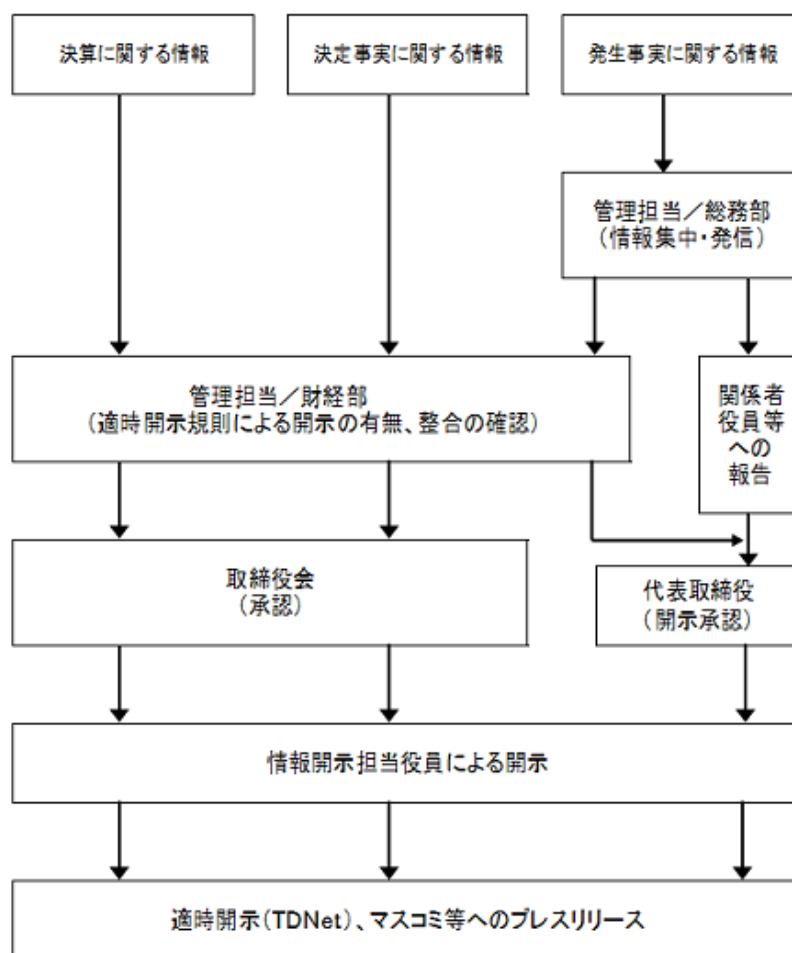 決算に関する情報
決定事実に関する情報
発生事実に関する情報
管理担当／総務部
（情報集中・発信）
管理担当／財経部
（適時開示規則による開示の有無、整合の確認）
関係者
役員等
への
報告
取締役会
（承認）
代表取締役
（開示承認）
情報開示担当役員による開示
適時開示（TDNet）、マスコミ等へのプレスリリース